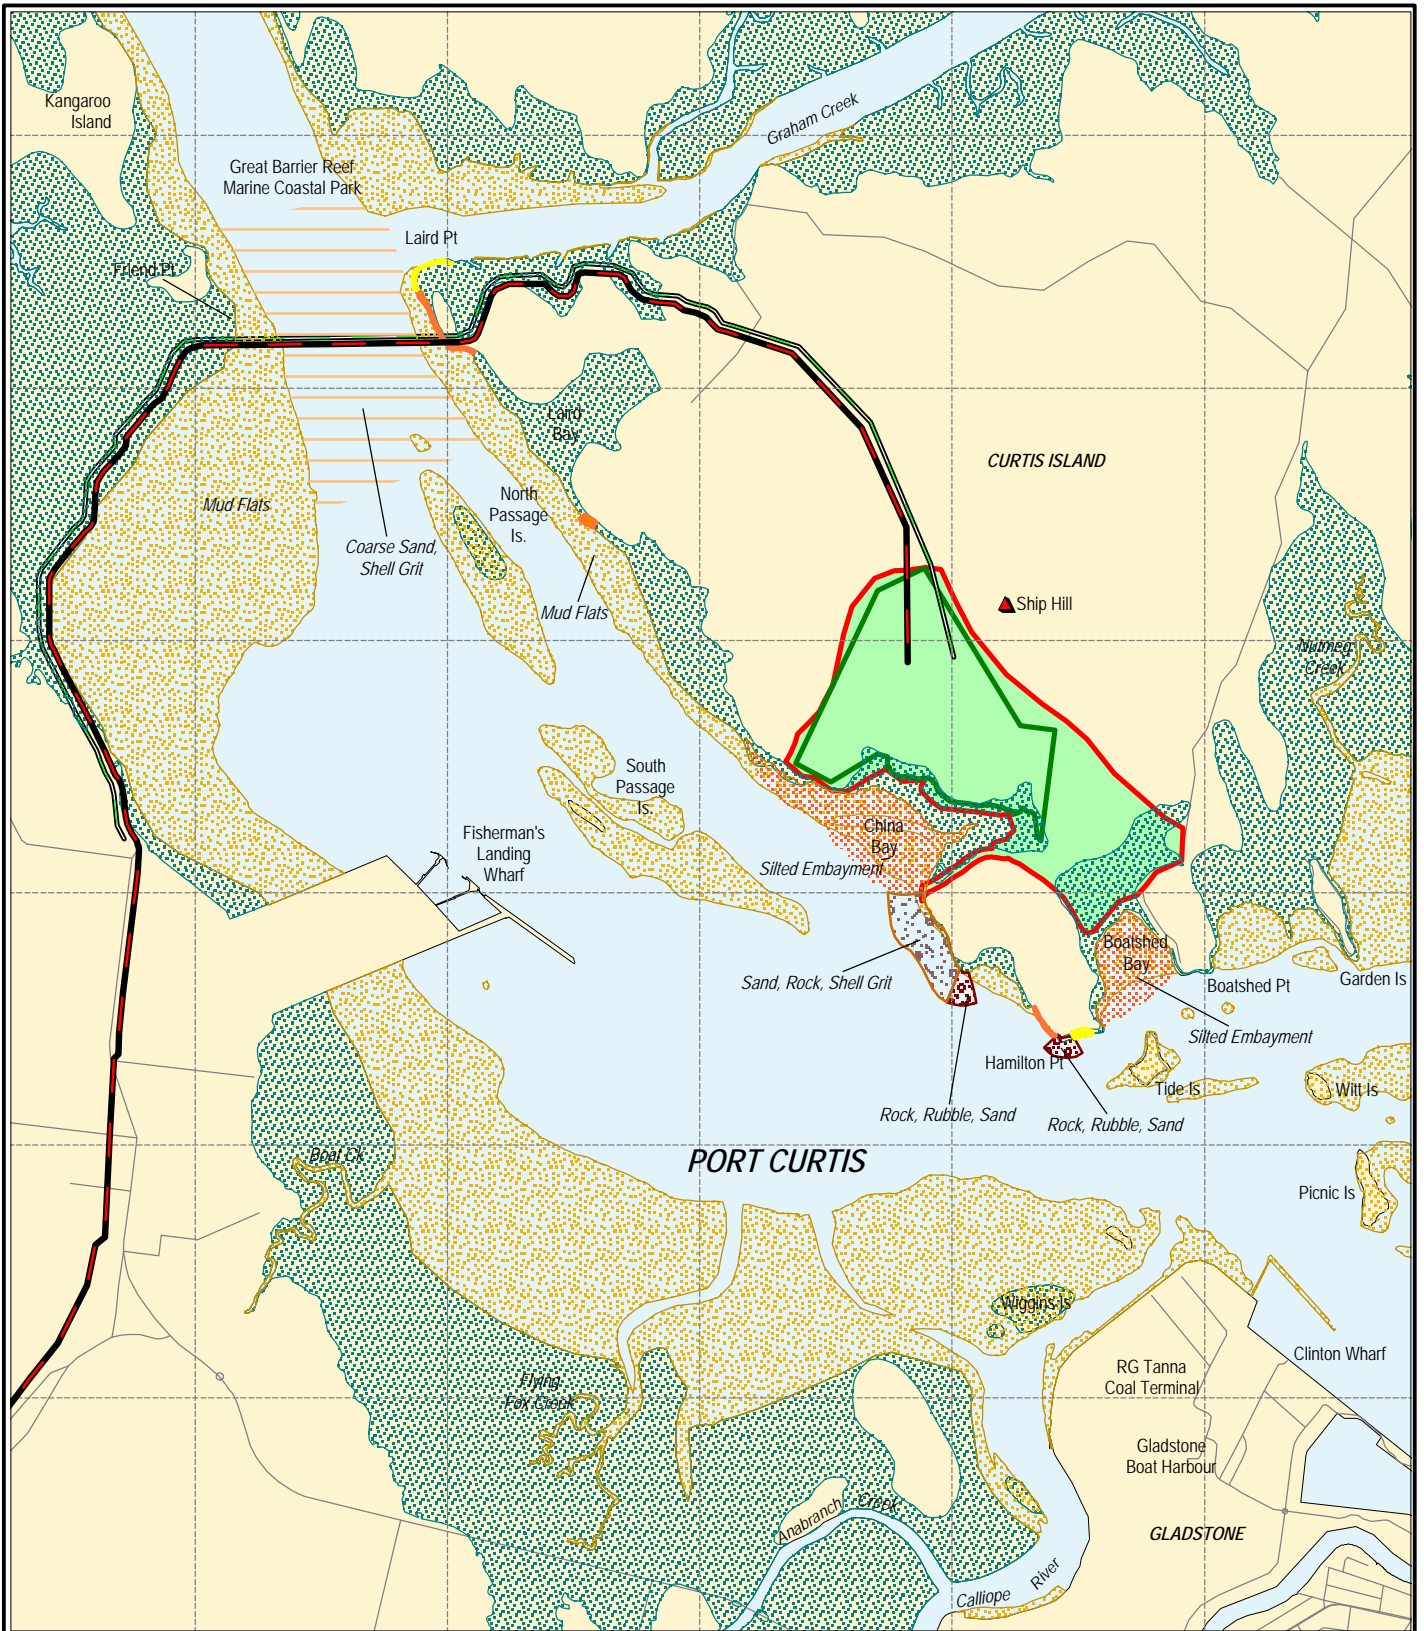 Kangaroo
Island
Great Barrier Reef
Marine Coastal Park
Graham Creek
Laird Pt
Friend Pt
Laird
Bay
CURTIS ISLAND
Mud Flats
North
Passage
Is.
Coarse Sand,
Shell Grit
Mud Flats
Ship Hill
Nutmeg
Creek
South
Passage
Is.
Fisherman's
Landing
Wharf
China
Bay
Silted Embayment
Boatshed
Bay
Sand, Rock, Shell Grit
Boatshed Pt
Garden Is
Silted Embayment
Hamilton Pt
Tide Is
Witt Is
Rock, Rubble, Sand
Rock, Rubble, Sand
Boat Ck
PORT CURTIS
Picnic Is
Wiggins Is
Clinton Wharf
RG Tanna
Coal Terminal
Flying
Fox Creek
Gladstone
Boat Harbour
Anabranch Creek
GLADSTONE
Calliope River